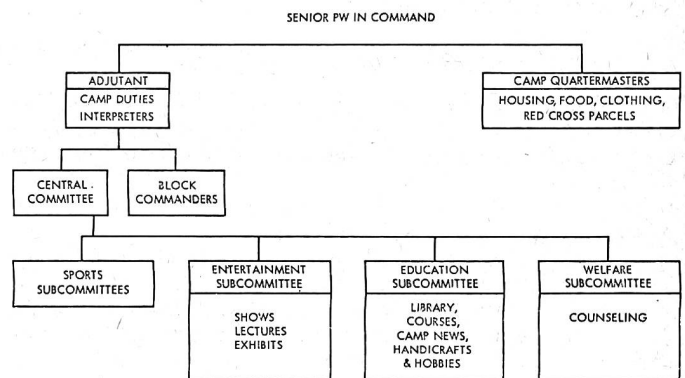 SENIOR PW IN COMMAND
ADJUTANT
CAMP DUTIES
INTERPRETERS
CAMP QUARTERMASTERS
HOUSING, FOOD, CLOTHING,
RED CROSS PARCELS
CENTRAL
COMMITTEE
BLOCK
COMMANDERS
SPORTS
SUBCOMMITTEES
ENTERTAINMENT
SUBCOMMITTEE
SHOWS
LECTURES
EXHIBITS
EDUCATION
SUBCOMMITTEE
LIBRARY,
COURSES,
CAMP NEWS,
HANDICRAFTS
& HOBBIES
WELFARE
SUBCOMMITTEE
COUNSELING